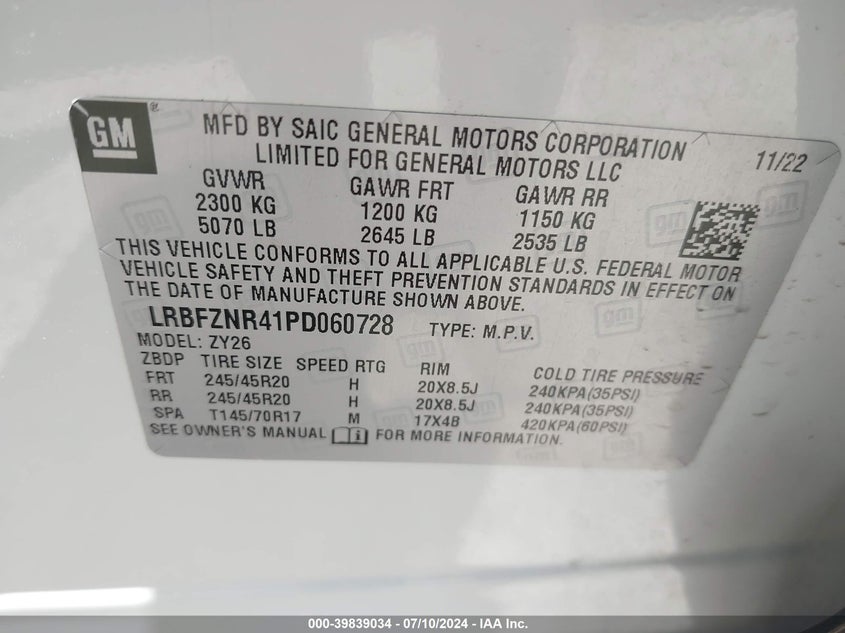 GM ®
MFD BY SAIC GENERAL MOTORS CORPORATION
LIMITED FOR GENERAL MOTORS LLC
11/22
GVWR GAWR FRT GAWR RR
2300 KG 1200 KG 1150 KG
5070 LB 2645 LB 2535 LB
THIS VEHICLE CONFORMS TO ALL APPLICABLE U.S. FEDERAL MOTOR
VEHICLE SAFETY AND THEFT PREVENTION STANDARDS IN EFFECT ON
THE DATE OF MANUFACTURE SHOWN ABOVE.
LRBFZNR41PD060728 TYPE: M.P.V.
MODEL: ZY26
ZBDP TIRE SIZE SPEED RTG RIM COLD TIRE PRESSURE
FRT 245/45R20 H 20X8.5J 240KPA(35PSI)
RR 245/45R20 H 20X8.5J 240KPA(35PSI)
SPA T145/70R17 M 17X4B 420KPA(60PSI)
SEE OWNER'S MANUAL i FOR MORE INFORMATION.
000-39839034 / 07/10/2024 - IAA Inc.